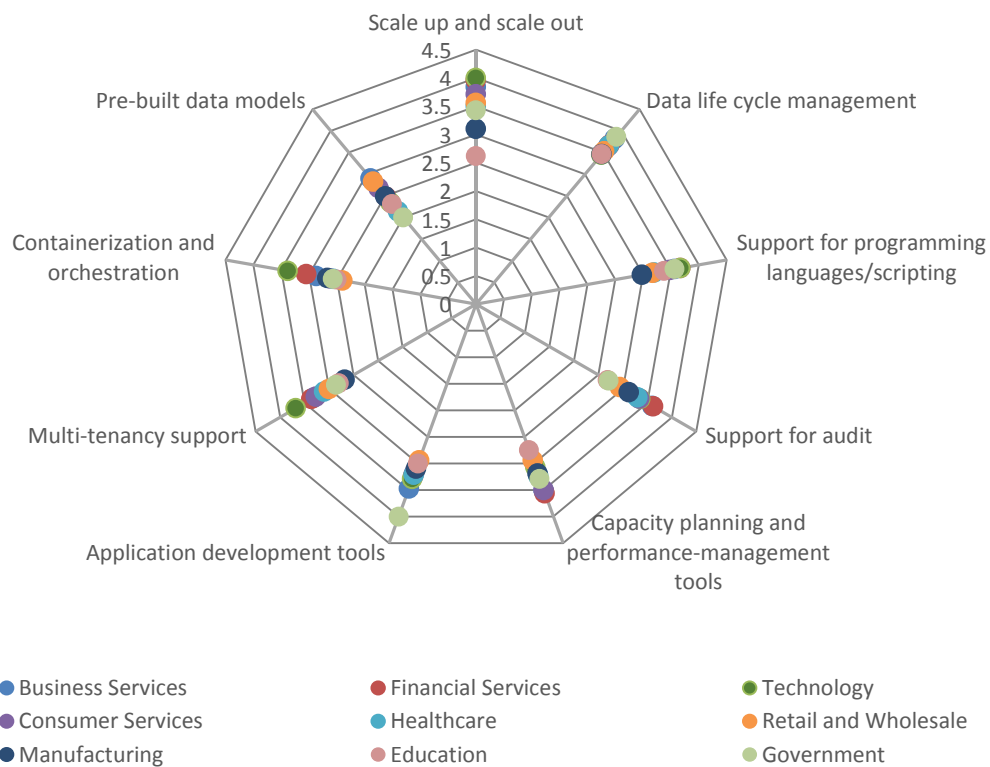 Scale up and scale out
4.5
4
3.5
3
2.5
2
1.5
1
0.5
0
Pre-built data models
Data life cycle management
Containerization and
orchestration
Support for programming
languages/scripting
Multi-tenancy support
Support for audit
Application development tools
Capacity planning and
performance-management
tools
Business Services
Financial Services
Technology
Consumer Services
Healthcare
Retail and Wholesale
Manufacturing
Education
Government